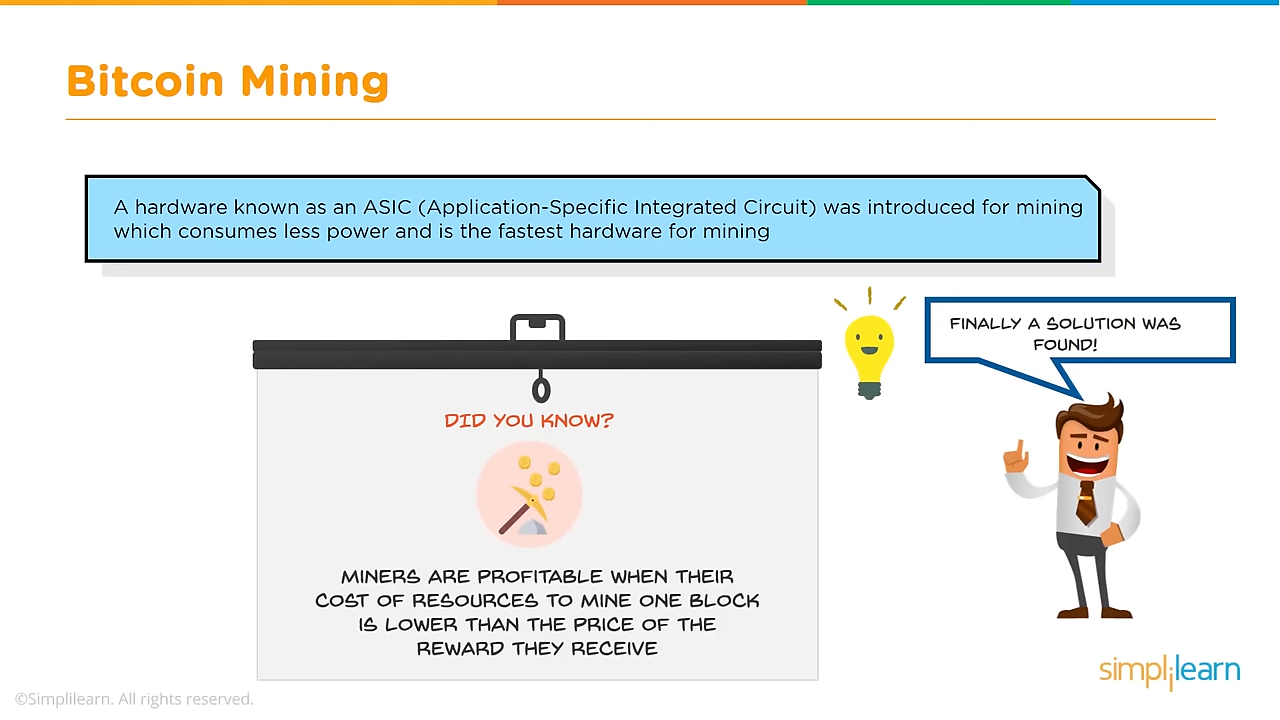 Bitcoin Mining
A hardware known as an ASIC (Application-Specific Integrated Circuit) was introduced for mining
which consumes less power and is the fastest hardware for mining
FINALLY A SOLUTION WAS
FOUND!
DID YOU KNOW?
MINERS ARE PROFITABLE WHEN THEIR
COST OF RESOURCES TO MINE ONE BLOCK
IS LOWER THAN THE PRICE OF THE
REWARD THEY RECEIVE
simplilearn
©Simplilearn. All rights reserved.